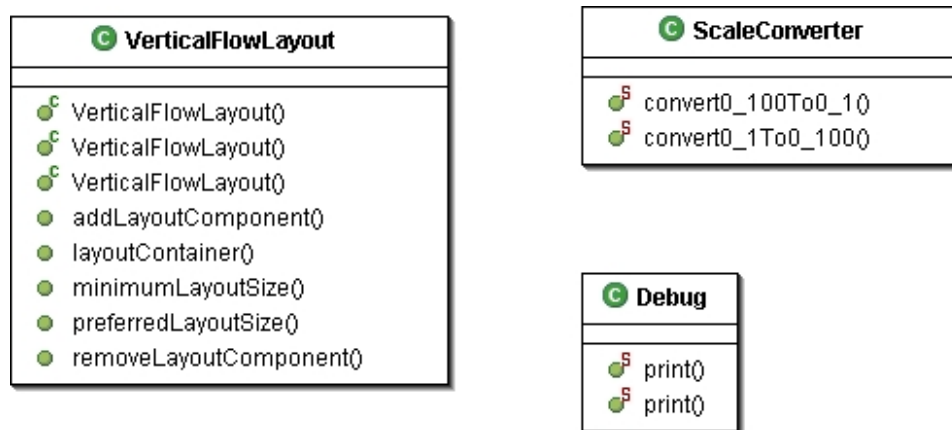 VerticalFlowLayout
VerticalFlowLayout()
VerticalFlowLayout()
VerticalFlowLayout()
addLayoutComponent()
layoutContainer()
minimumLayoutSize()
preferredLayoutSize()
removeLayoutComponent()
ScaleConverter
convert0_100To0_1()
convert0_1To0_100()
Debug
print()
print()